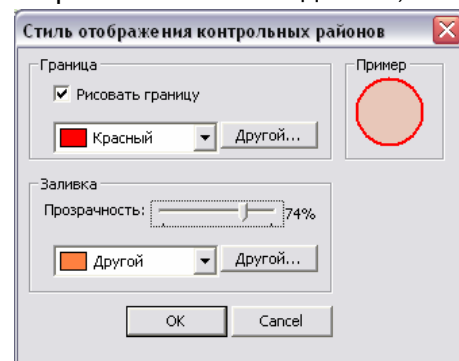 Стиль отображения контрольных районов
Граница
Пример
Рисовать границу
Красный
Другой...
Заливка
Прозрачность:
74%
Другой
Другой...
OK
Cancel